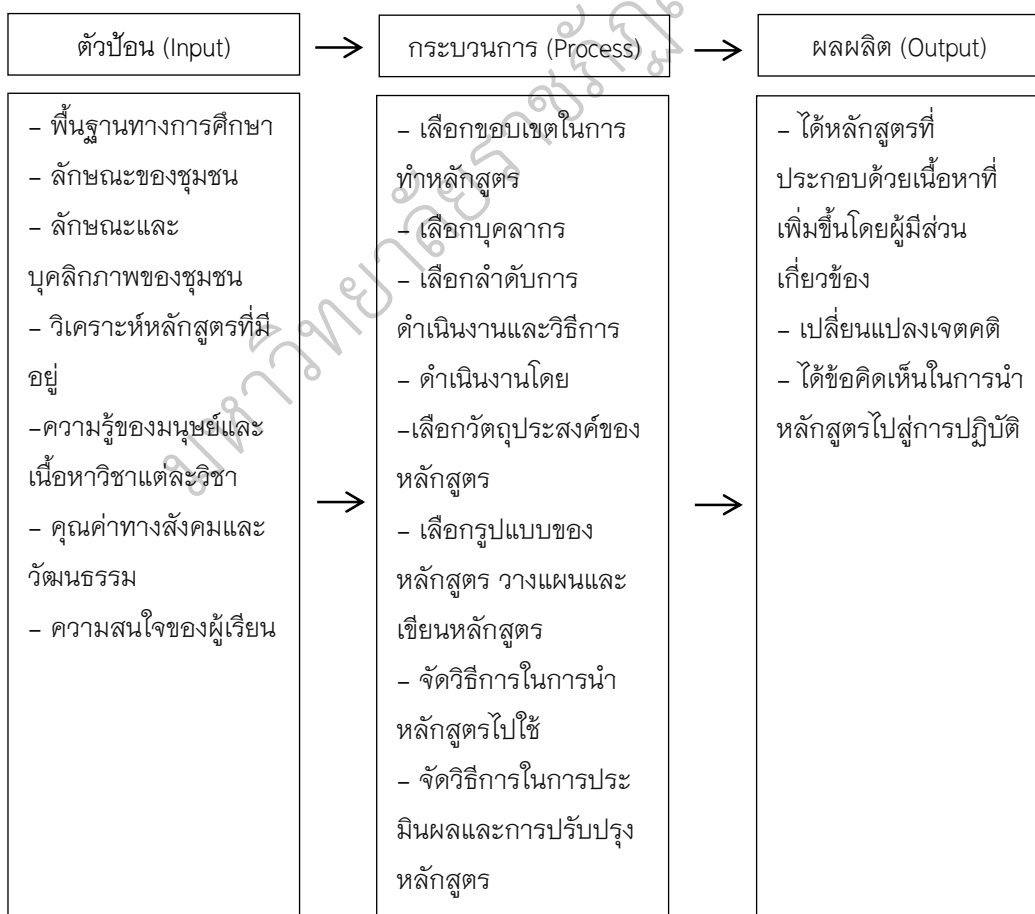 ตัวป้อน (Input)
กระบวนการ (Process)
ผลผลิต (Output)
– พื้นฐานทางการศึกษา
– ลักษณะของชุมชน
– ลักษณะและ
บุคลิกภาพของชุมชน
– วิเคราะห์หลักสูตรที่มี
อยู่
–ความรู้ของมนุษย์และ
เนื้อหาวิชาแต่ละวิชา
– คุณค่าทางสังคมและ
วัฒนธรรม
– ความสนใจของผู้เรียน
– เลือกขอบเขตในการ
ทำหลักสูตร
– เลือกบุคลากร
– เลือกลำดับการ
ดำเนินงานและวิธีการ
– ดำเนินงานโดย
–เลือกวัตถุประสงค์ของ
หลักสูตร
– เลือกรูปแบบของ
หลักสูตร วางแผนและ
เขียนหลักสูตร
– จัดวิธีการในการนำ
หลักสูตรไปใช้
– จัดวิธีการในการประ
มินผลและการปรับปรุง
หลักสูตร
– ได้หลักสูตรที่
ประกอบด้วยเนื้อหาที่
เพิ่มขึ้นโดยผู้มีส่วน
เกี่ยวข้อง
– เปลี่ยนแปลงเจตคติ
– ได้ข้อคิดเห็นในการนำ
หลักสูตรไปสู่การปฏิบัติ
มหาวิทยาลัยราชภัฏ